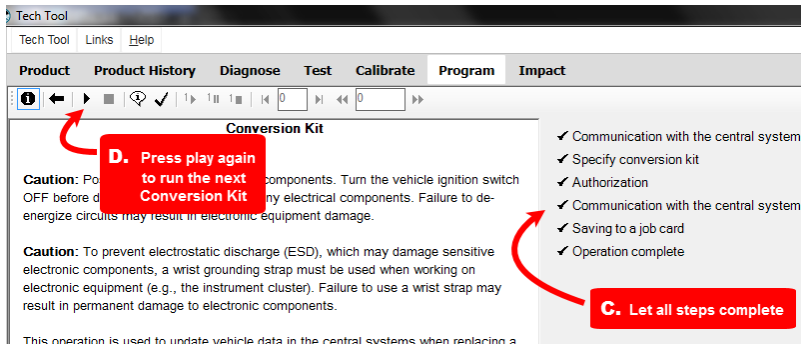 Tech Tool
Tech Tool Links Help
Product Product History Diagnose Test Calibrate Program Impact
0 0
Conversion Kit
D. Press play again
to run the next
Conversion Kit
Caution: Po components. Turn the vehicle ignition switch
OFF before d ny electrical components. Failure to de-
energize circuits may result in electronic equipment damage.
Caution: To prevent electrostatic discharge (ESD), which may damage sensitive
electronic components, a wrist grounding strap must be used when working on
electronic equipment (e.g., the instrument cluster). Failure to use a wrist strap may
result in permanent damage to electronic components.
This operation is used to update vehicle data in the central systems when replacing a
✔ Communication with the central system
✔ Specify conversion kit
✔ Authorization
✔ Communication with the central system
✔ Saving to a job card
✔ Operation complete
C. Let all steps complete